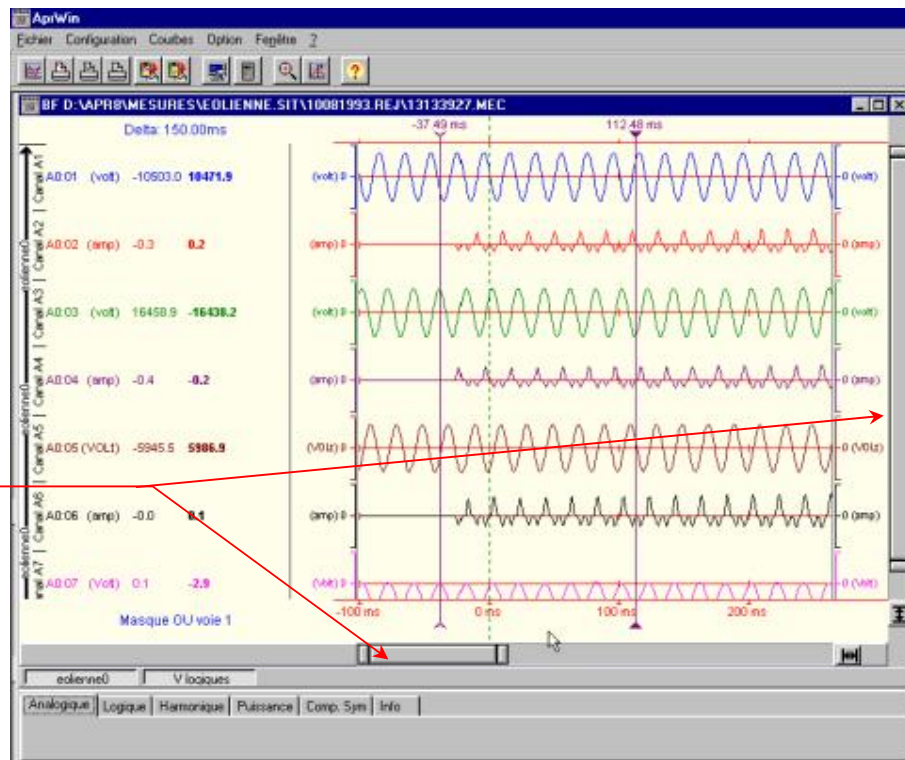 AprWin
Fichier Configuration Courbes Option Fenêtre ?
BF D:\APR8\MESURES\EOLIENNE.SIT\10081993.REJ\13133927.MEC
Delta: 150.00ms
-37.49 ms 112.48 ms
Canal A1 A0:01 (volt) -10503.0 10471.9 (volt) 0 0 (volt)
Canal A2 A0:02 (amp) -0.3 0.2 (amp) 0 0 (amp)
eolienne0
Canal A3 A0:03 (volt) 16458.9 -16438.2 (volt) 0 0 (volt)
Canal A4 A0:04 (amp) -0.4 -0.2 (amp) 0 0 (amp)
eolienne0
Canal A5 A0:05 (VOLt) -5945.5 5986.9 (VOLt) 0 0 (VOLt)
Canal A6 A0:06 (amp) -0.0 0.1 (amp) 0 0 (amp)
eolienne0
nal A7 A0:07 (Volt) 0.1 -2.9 (Volt) 0 0 (Volt)
-100 ms 0 ms 100 ms 200 ms
Masque OU voie 1
eolienne0 V logiques
Analogique Logique Harmonique Puissance Comp. Sym Info